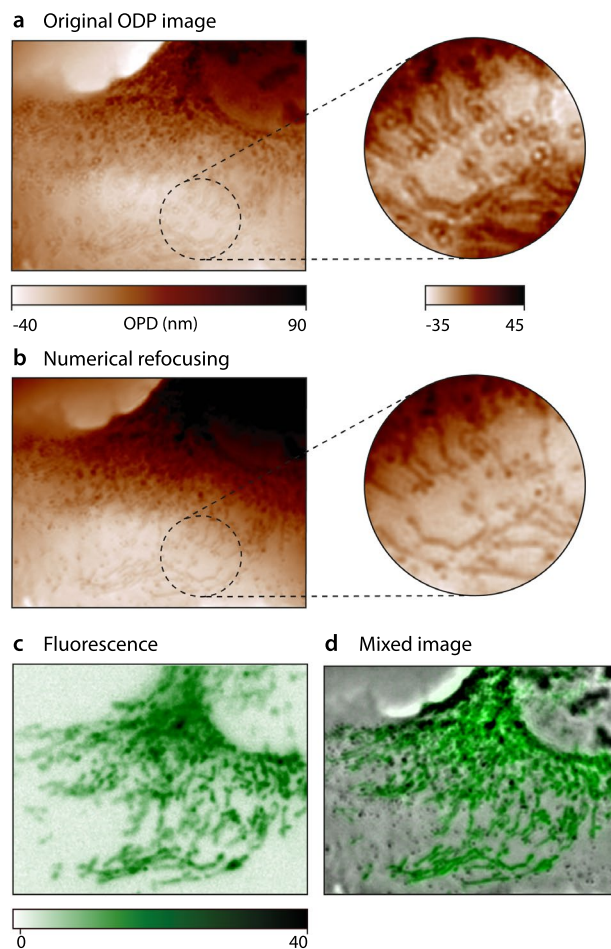 a Original ODP image
-40 OPD (nm) 90
-35 45
b Numerical refocusing
c Fluorescence
d Mixed image
0 40